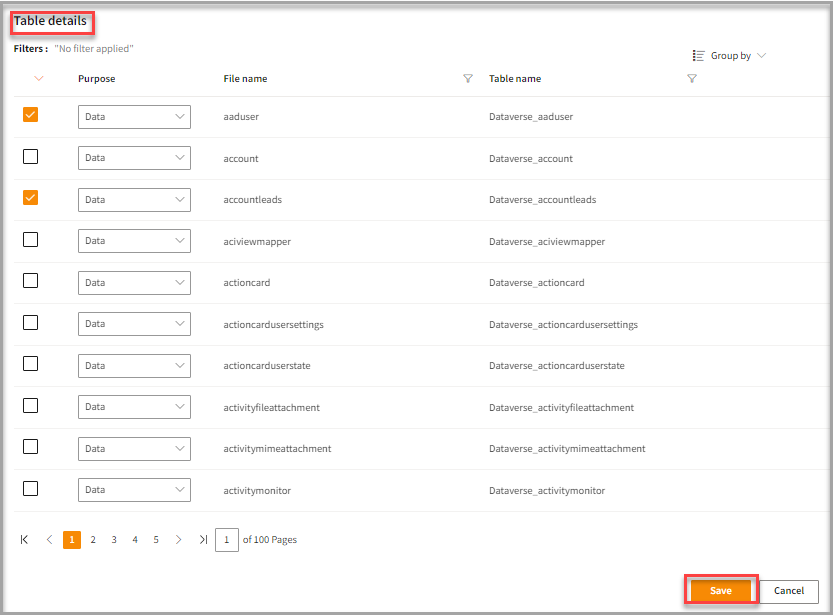 Table details
Filters : "No filter applied"
Group by
Purpose File name Table name
Data aaduser Dataverse_aaduser
Data account Dataverse_account
Data accountleads Dataverse_accountleads
Data aciviewmapper Dataverse_aciviewmapper
Data actioncard Dataverse_actioncard
Data actioncardusersettings Dataverse_actioncardusersettings
Data actioncarduserstate Dataverse_actioncarduserstate
Data activityfileattachment Dataverse_activityfileattachment
Data activitymimeattachment Dataverse_activitymimeattachment
Data activitymonitor Dataverse_activitymonitor
1 2 3 4 5 1 of 100 Pages
Save Cancel